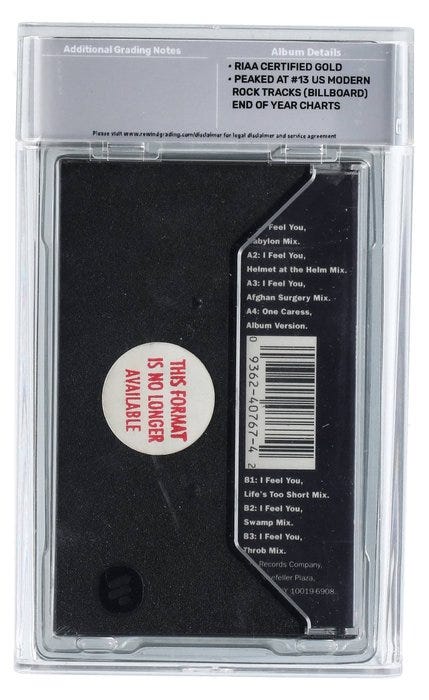 Additional Grading Notes
Album Details
• RIAA CERTIFIED GOLD
• PEAKED AT #13 US MODERN
ROCK TRACKS (BILLBOARD)
END OF YEAR CHARTS
Please visit www.rewindgrading.com/disclaimer for legal disclaimer and service agreement
I Feel You,
abylon Mix.
A2: I Feel You,
Helmet at the Helm Mix.
A3: I Feel You,
Afghan Surgery Mix.
A4: One Caress,
Album Version.
0 9362-40767-4 2
THIS FORMAT
IS NO LONGER
AVAILABLE
B1: I Feel You,
Life's Too Short Mix.
B2: I Feel You,
Swamp Mix.
B3: I Feel You,
Throb Mix.
Records Company,
efeller Plaza,
10019-6908.